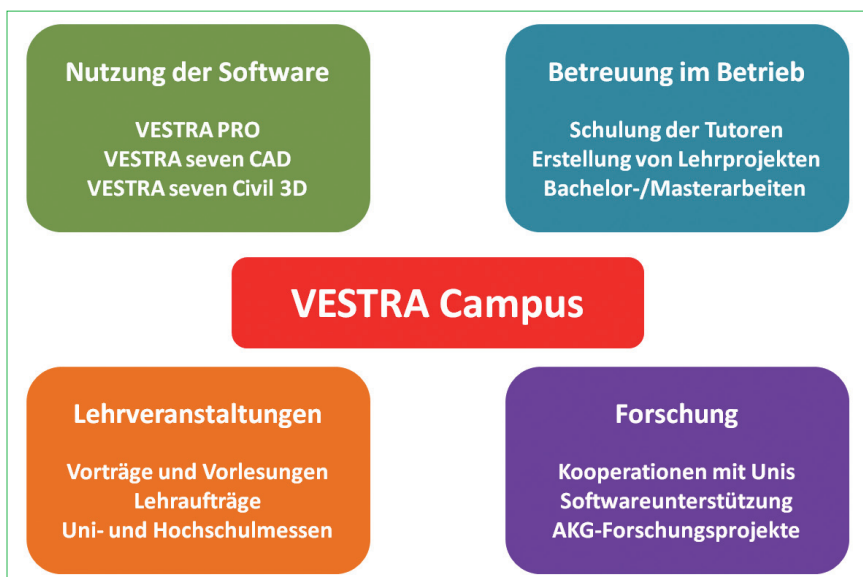 Nutzung der Software
VESTRA PRO
VESTRA seven CAD
VESTRA seven Civil 3D
Betreuung im Betrieb
Schulung der Tutoren
Erstellung von Lehrprojekten
Bachelor-/Masterarbeiten
VESTRA Campus
Lehrveranstaltungen
Vorträge und Vorlesungen
Lehraufträge
Uni- und Hochschulmessen
Forschung
Kooperationen mit Unis
Softwareunterstützung
AKG-Forschungsprojekte